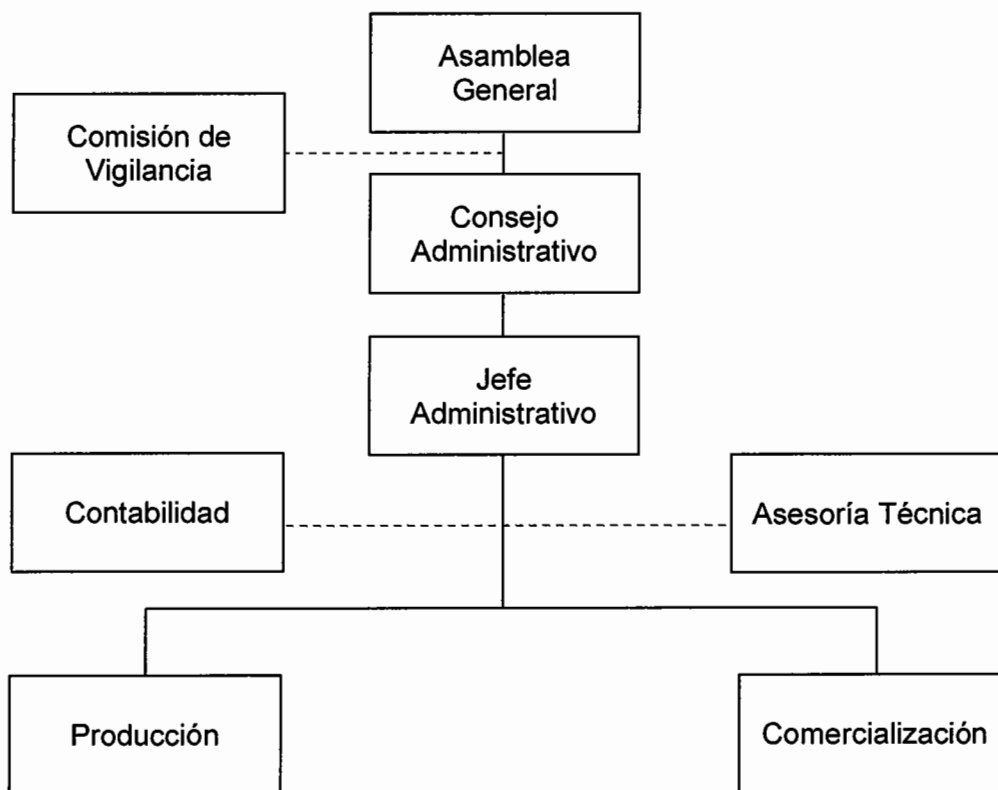 Asamblea
General
Comisión de
Vigilancia
Consejo
Administrativo
Jefe
Administrativo
Contabilidad
Asesoría Técnica
Producción
Comercialización